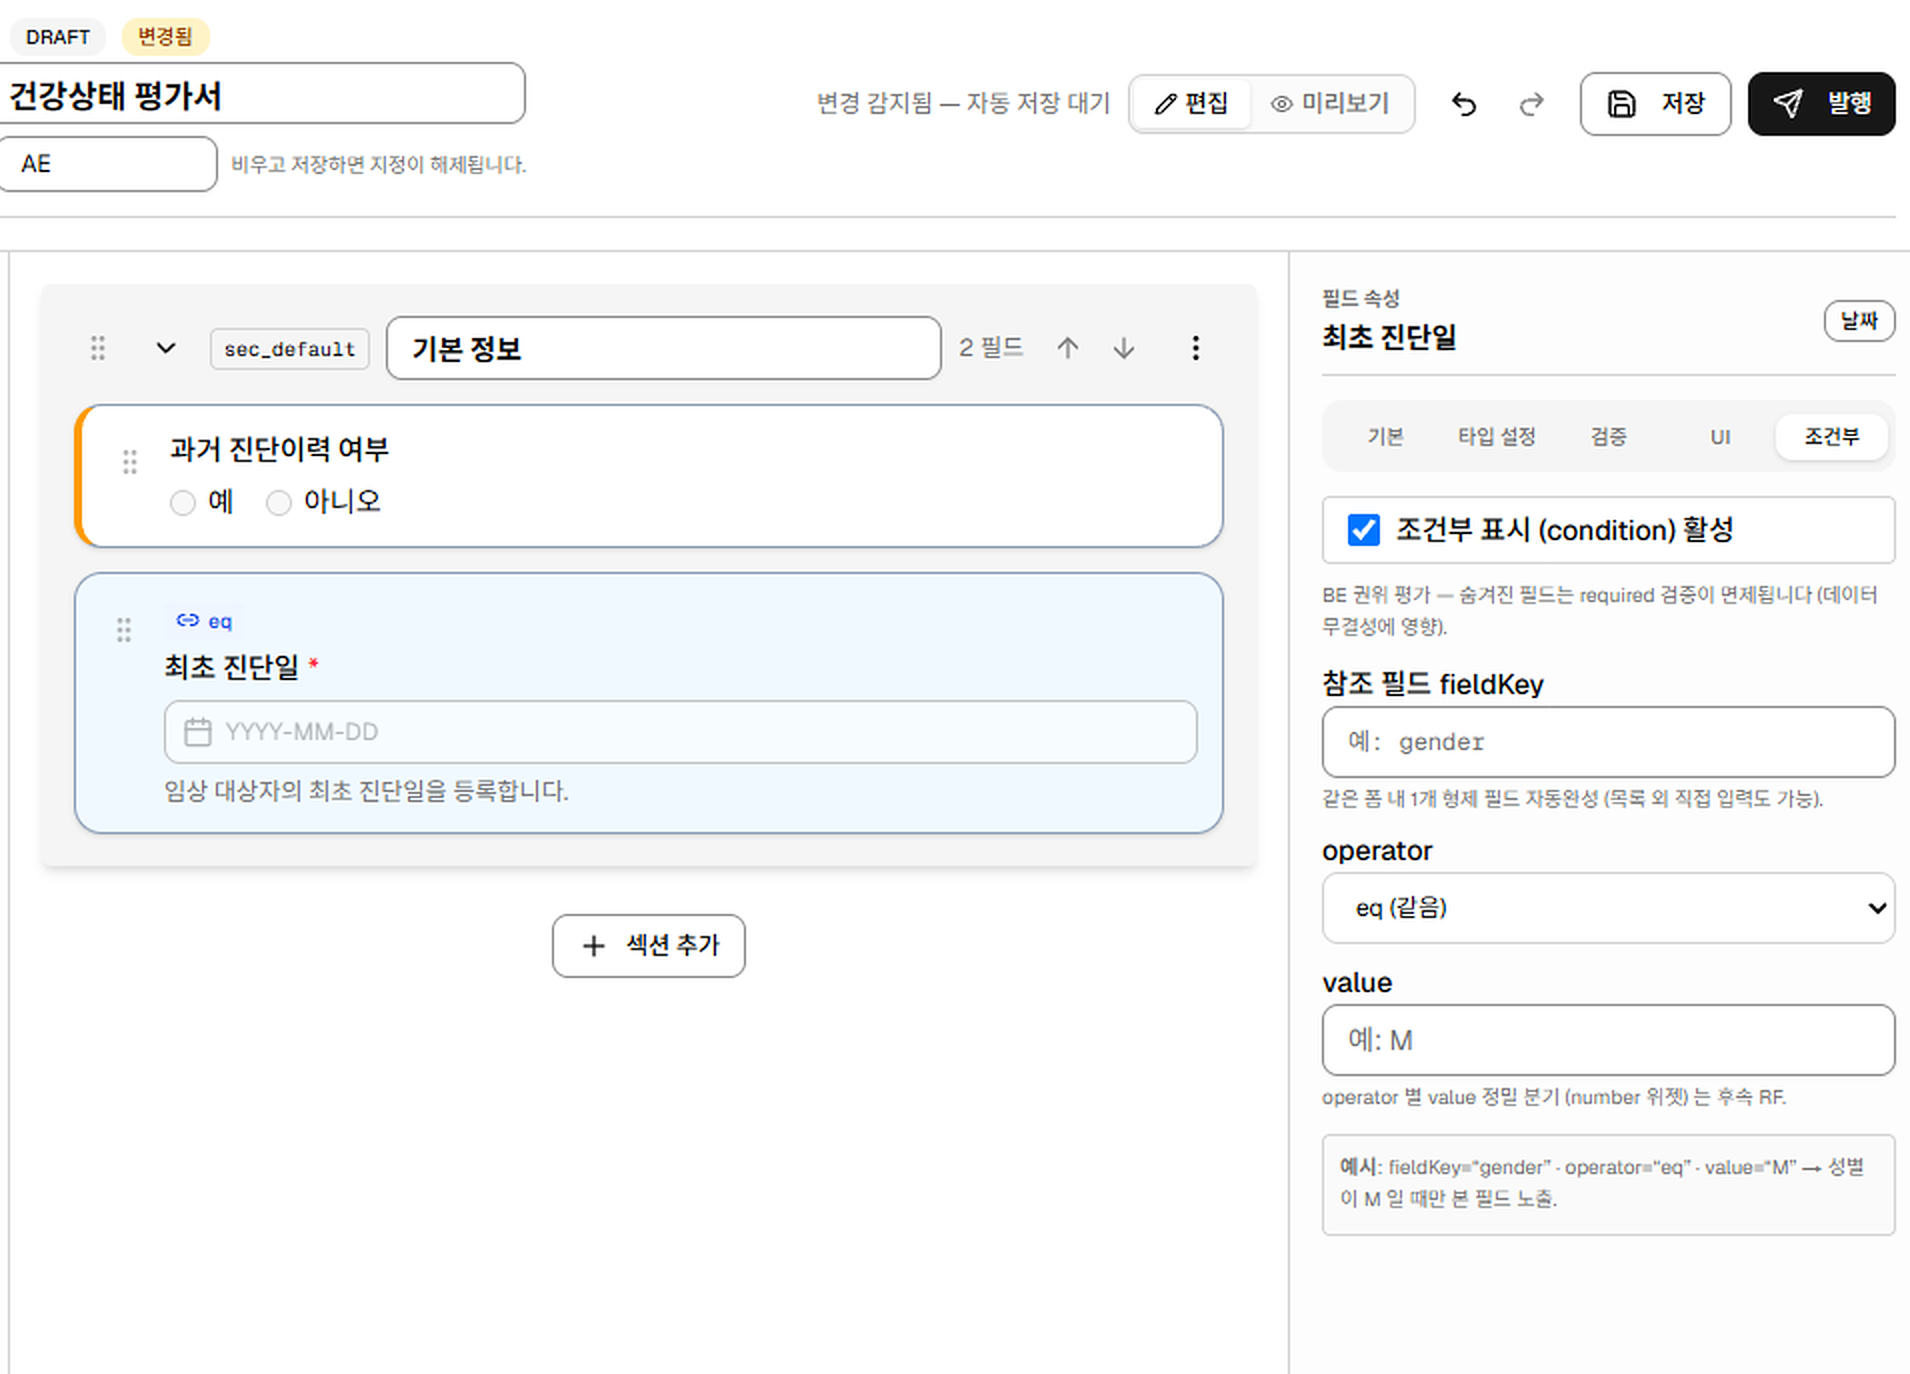 DRAFT 변경됨
건강상태 평가서
변경 감지됨 — 자동 저장 대기 편집 미리보기 저장 발행
AE 비우고 저장하면 지정이 해제됩니다.
sec_default 기본 정보 2 필드
과거 진단이력 여부
예 아니오
eq
최초 진단일 *
YYYY-MM-DD
임상 대상자의 최초 진단일을 등록합니다.
섹션 추가
필드 속성
최초 진단일 날짜
기본 타입 설정 검증 UI 조건부
조건부 표시 (condition) 활성
BE 권위 평가 — 숨겨진 필드는 required 검증이 면제됩니다 (데이터
무결성에 영향).
참조 필드 fieldKey
예: gender
같은 폼 내 1개 형제 필드 자동완성 (목록 외 직접 입력도 가능).
operator
eq (같음)
value
예: M
operator 별 value 정밀 분기 (number 위젯) 는 후속 RF.
예시: fieldKey=“gender” · operator=“eq” · value=“M” → 성별
이 M 일 때만 본 필드 노출.